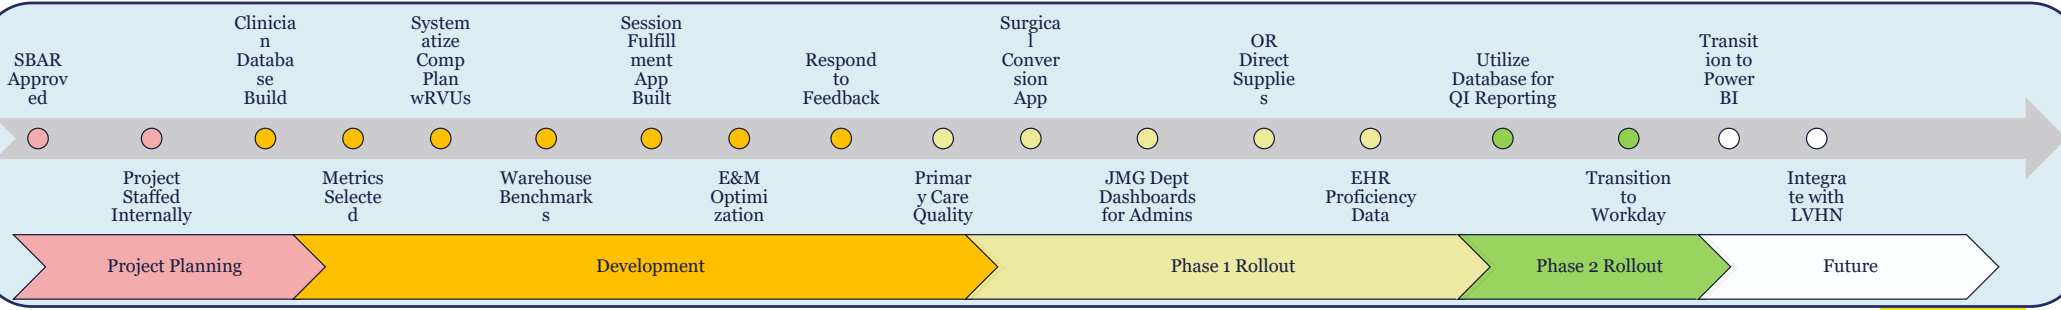 SBAR
Approv
ed
Clinicia
n
Databa
se
Build
System
atize
Comp
Plan
wRVUs
Session
Fulfill
ment
App
Built
Respond
to
Feedback
Surgica
l
Conver
sion
App
OR
Direct
Supplie
s
Utilize
Database for
QI Reporting
Transit
ion to
Power
BI
Project
Staffed
Internally
Metrics
Selecte
d
Warehouse
Benchmark
s
E&M
Optimi
zation
Primar
y Care
Quality
JMG Dept
Dashboards
for Admins
EHR
Proficiency
Data
Transition
to
Workday
Integra
te with
LVHN
Project Planning
Development
Phase 1 Rollout
Phase 2 Rollout
Future